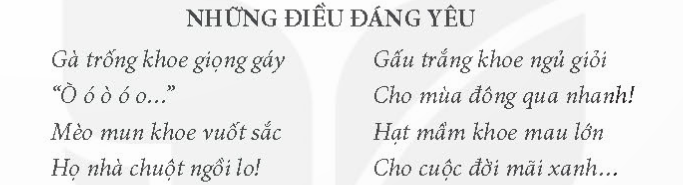 NHỮNG ĐIỀU ĐÁNG YÊU
Gà trống khoe giọng gáy
“Ò ó ò ó o...”
Mèo mun khoe vuốt sắc
Họ nhà chuột ngồi lo!
Gấu trắng khoe ngủ giỏi
Cho mùa đông qua nhanh!
Hạt mầm khoe mau lớn
Cho cuộc đời mãi xanh...